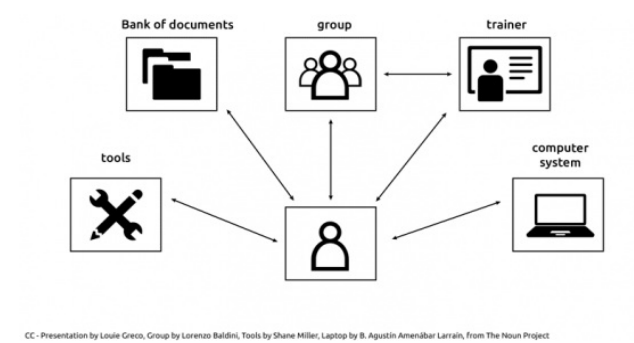 Bank of documents
group
trainer
tools
computer
system
CC - Presentation by Louie Greco, Group by Lorenzo Baldini, Tools by Shane Miller, Laptop by B. Agustín Amenábar Larraín, from The Noun Project